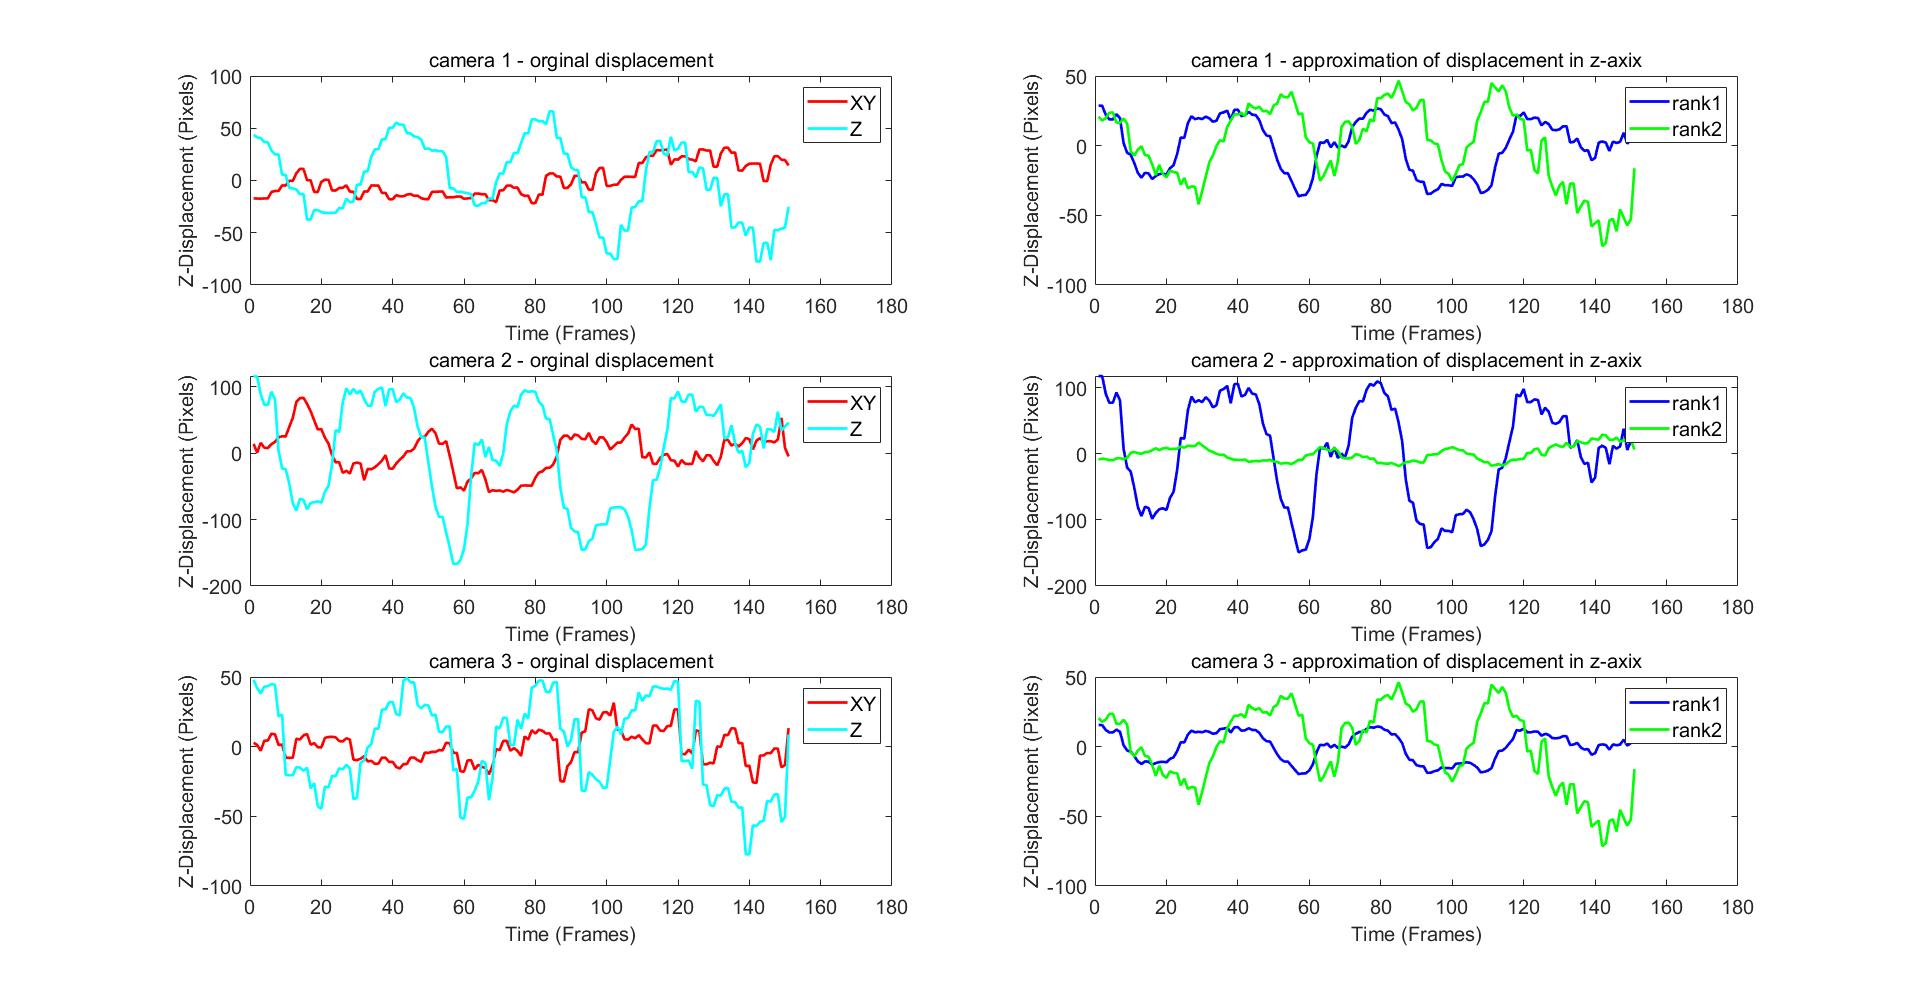 camera 1 - orginal displacement
Z-Displacement (Pixels)
100
50
0
-50
-100
XY
Z
0 20 40 60 80 100 120 140 160 180
Time (Frames)
camera 1 - approximation of displacement in z-axix
Z-Displacement (Pixels)
50
0
-50
-100
rank1
rank2
0 20 40 60 80 100 120 140 160 180
Time (Frames)
camera 2 - orginal displacement
Z-Displacement (Pixels)
100
0
-100
-200
XY
Z
0 20 40 60 80 100 120 140 160 180
Time (Frames)
camera 2 - approximation of displacement in z-axix
Z-Displacement (Pixels)
100
0
-100
-200
rank1
rank2
0 20 40 60 80 100 120 140 160 180
Time (Frames)
camera 3 - orginal displacement
Z-Displacement (Pixels)
50
0
-50
-100
XY
Z
0 20 40 60 80 100 120 140 160 180
Time (Frames)
camera 3 - approximation of displacement in z-axix
Z-Displacement (Pixels)
50
0
-50
-100
rank1
rank2
0 20 40 60 80 100 120 140 160 180
Time (Frames)